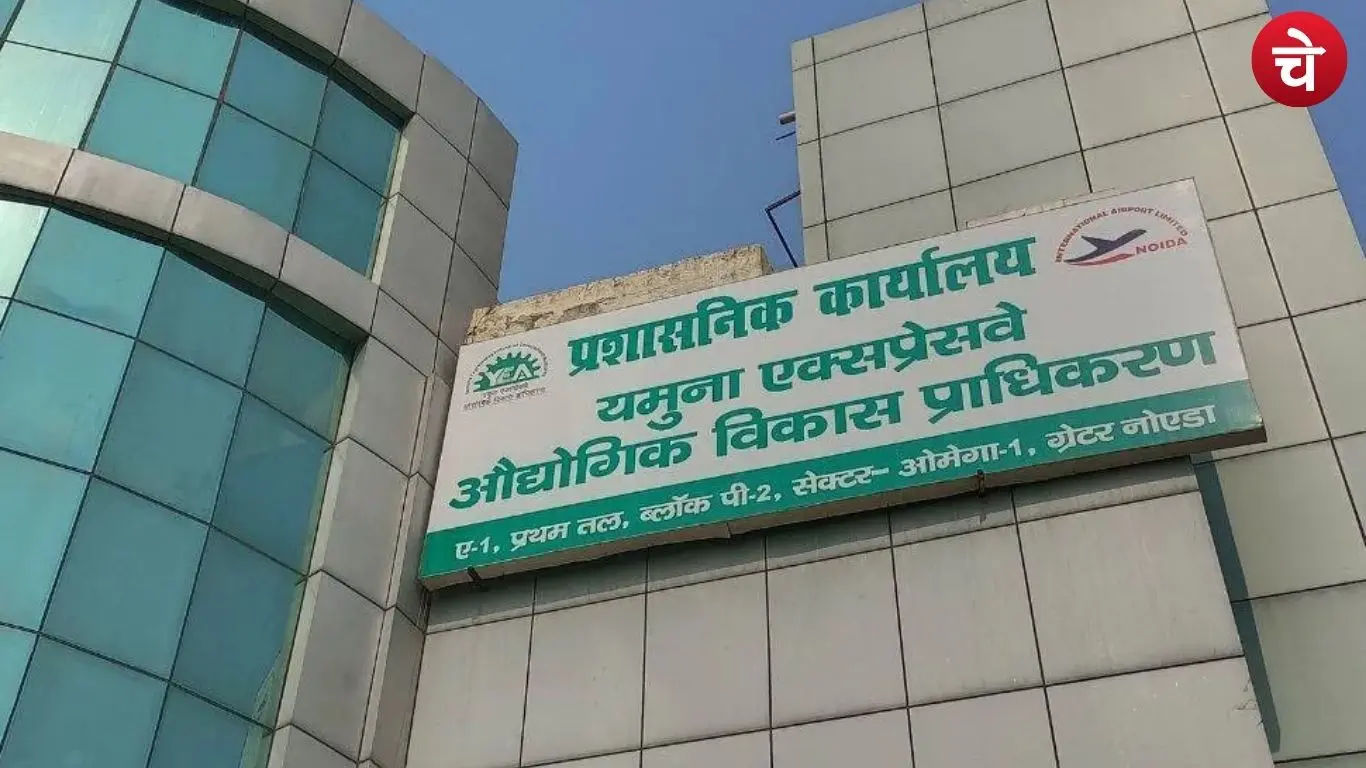 चे
INTERNATIONAL AIRPORT LIMITED
NOIDA
प्रशासनिक कार्यालय
यमुना एक्सप्रेसवे
औद्योगिक विकास प्राधिकरण
ए-1, प्रथम तल, ब्लॉक पी-2, सेक्टर– ओमेगा-1, ग्रेटर नोएडा